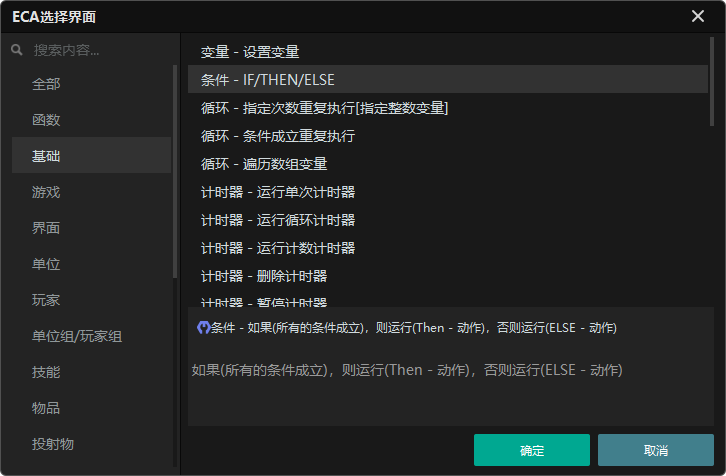 ECA选择界面
搜索内容...
全部
函数
基础
游戏
界面
单位
玩家
单位组/玩家组
技能
物品
投射物
变量 - 设置变量
条件 - IF/THEN/ELSE
循环 - 指定次数重复执行[指定整数变量]
循环 - 条件成立重复执行
循环 - 遍历数组变量
计时器 - 运行单次计时器
计时器 - 运行循环计时器
计时器 - 运行计数计时器
计时器 - 删除计时器
计时器 - 暂停计时器
条件 - 如果(所有的条件成立)，则运行(Then - 动作)，否则运行(ELSE - 动作)
如果(所有的条件成立)，则运行(Then - 动作)，否则运行(ELSE - 动作)
确定
取消